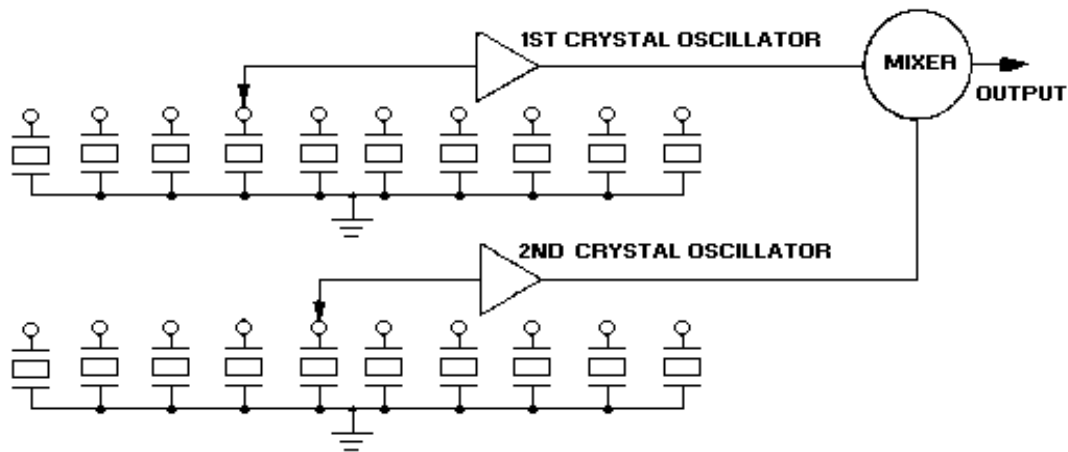 1ST CRYSTAL OSCILLATOR
MIXER
OUTPUT
2ND CRYSTAL OSCILLATOR